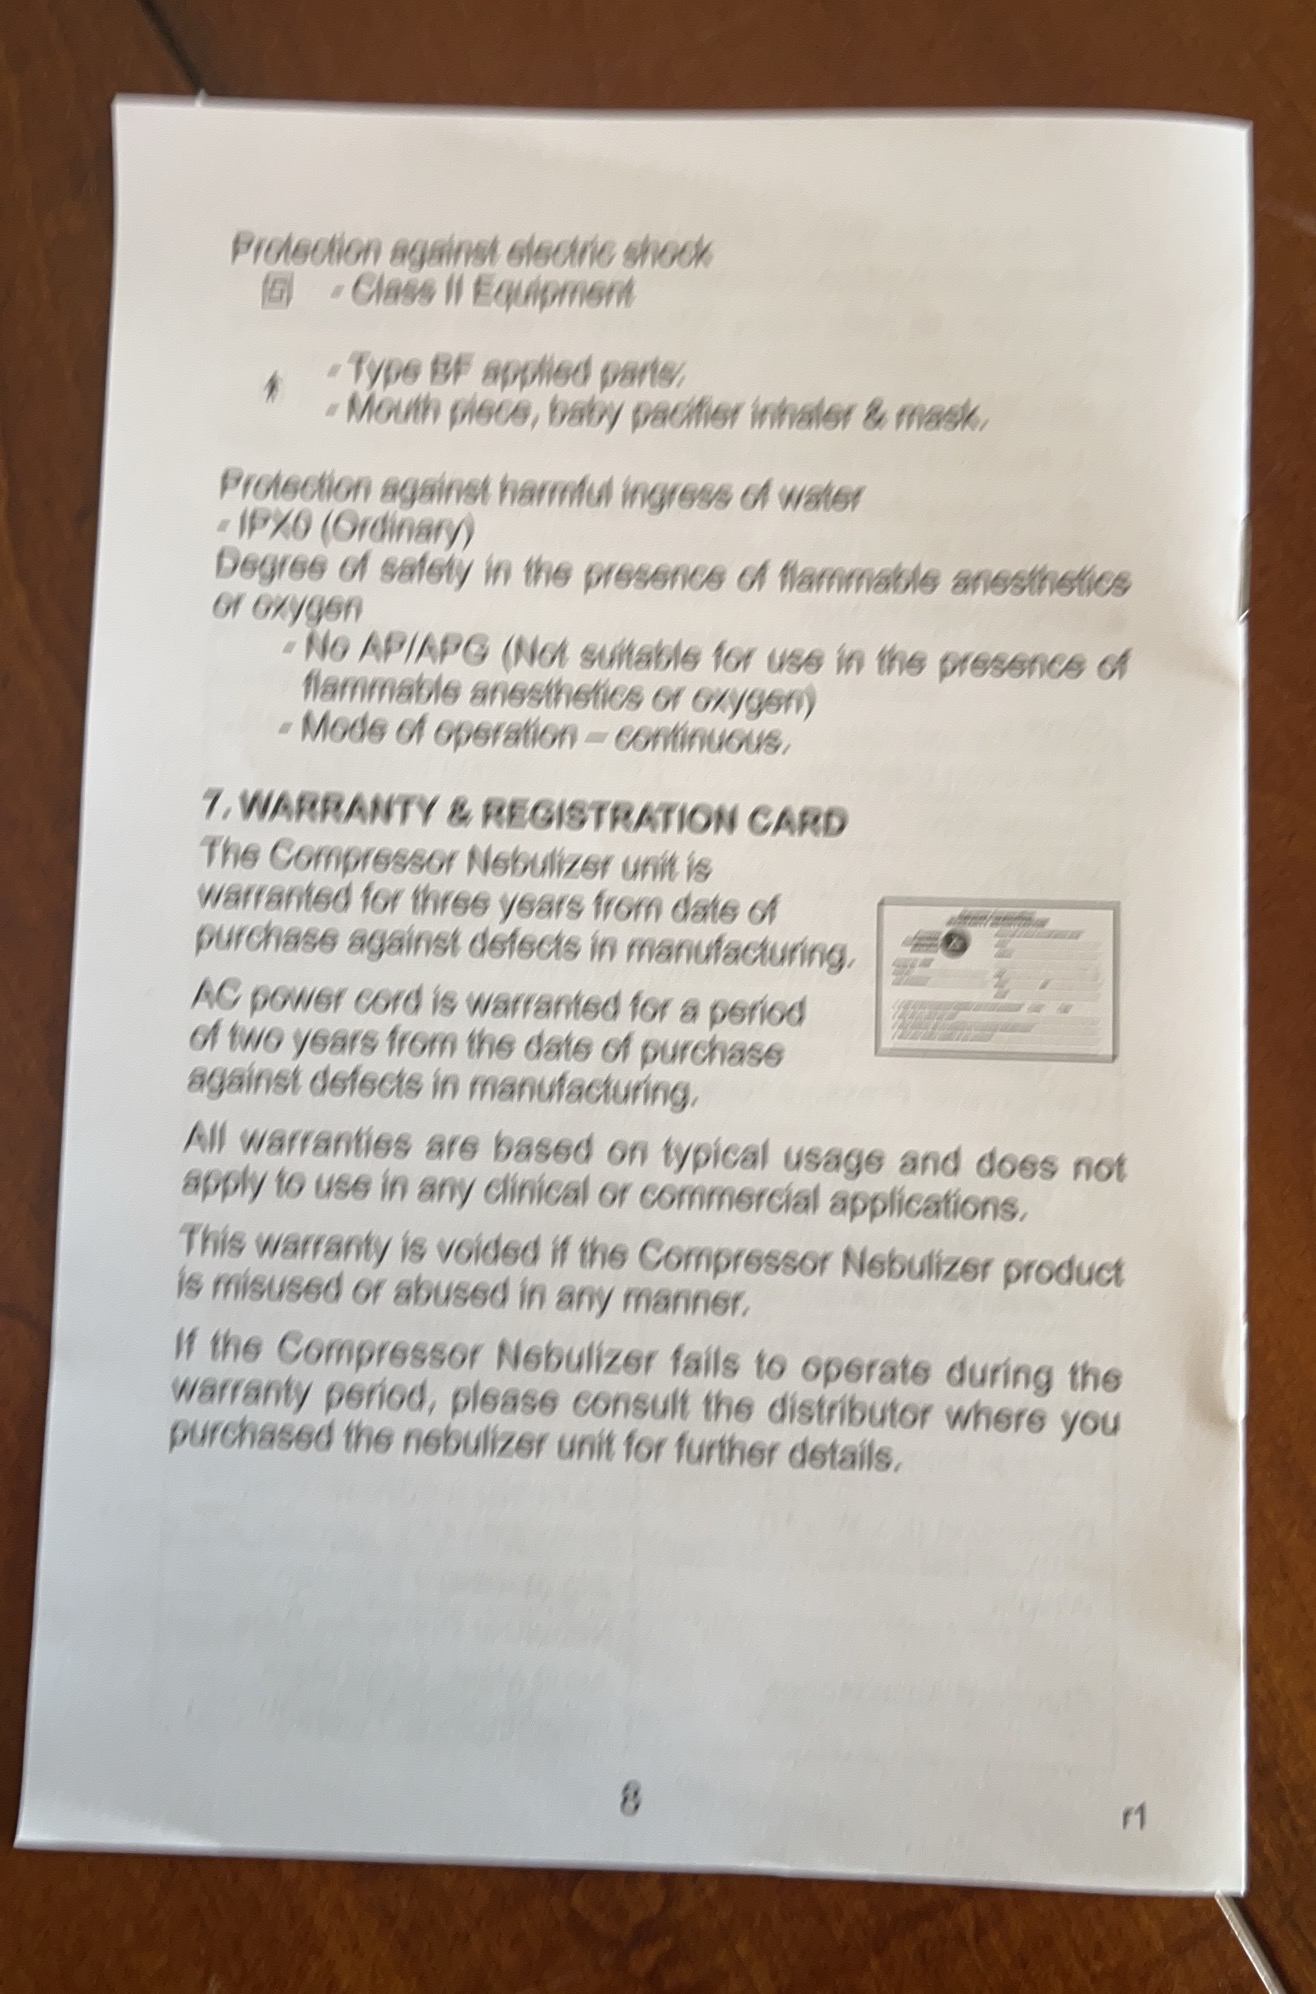 Protection against electric shock
- Class II Equipment
- Type BF applied parts.
- Mouth piece, baby pacifier inhaler & mask.
Protection against harmful ingress of water
- IPX0 (Ordinary)
Degree of safety in the presence of flammable anesthetics
or oxygen
- No AP/APG (Not suitable for use in the presence of
flammable anesthetics or oxygen)
- Mode of operation – continuous.
7. WARRANTY & REGISTRATION CARD
The Compressor Nebulizer unit is
warranted for three years from date of
purchase against defects in manufacturing.
AC power cord is warranted for a period
of two years from the date of purchase
against defects in manufacturing.
All warranties are based on typical usage and does not
apply to use in any clinical or commercial applications.
This warranty is voided if the Compressor Nebulizer product
is misused or abused in any manner.
If the Compressor Nebulizer fails to operate during the
warranty period, please consult the distributor where you
purchased the nebulizer unit for further details.
8
r1